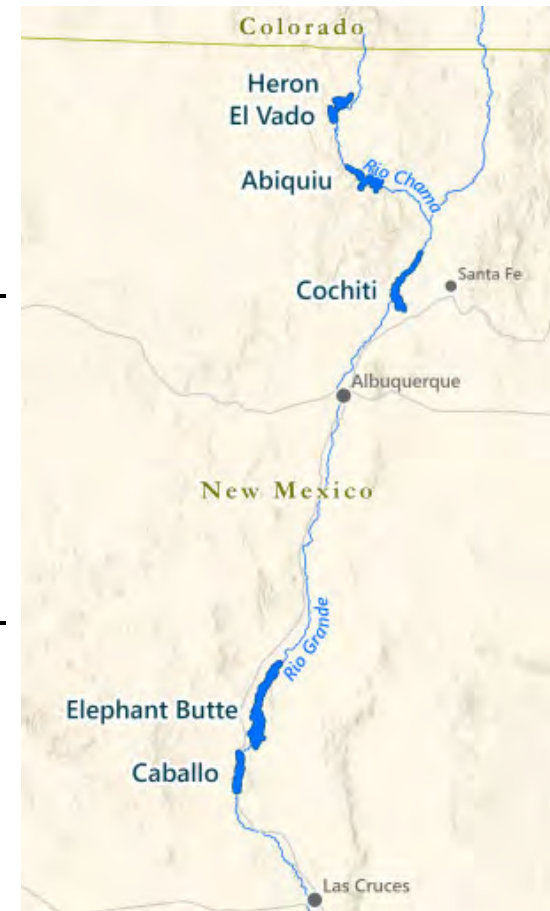 Colorado
Heron
El Vado
Abiquiu
Rio Chama
Cochiti
Santa Fe
Albuquerque
New Mexico
Rio Grande
Elephant Butte
Caballo
Las Cruces